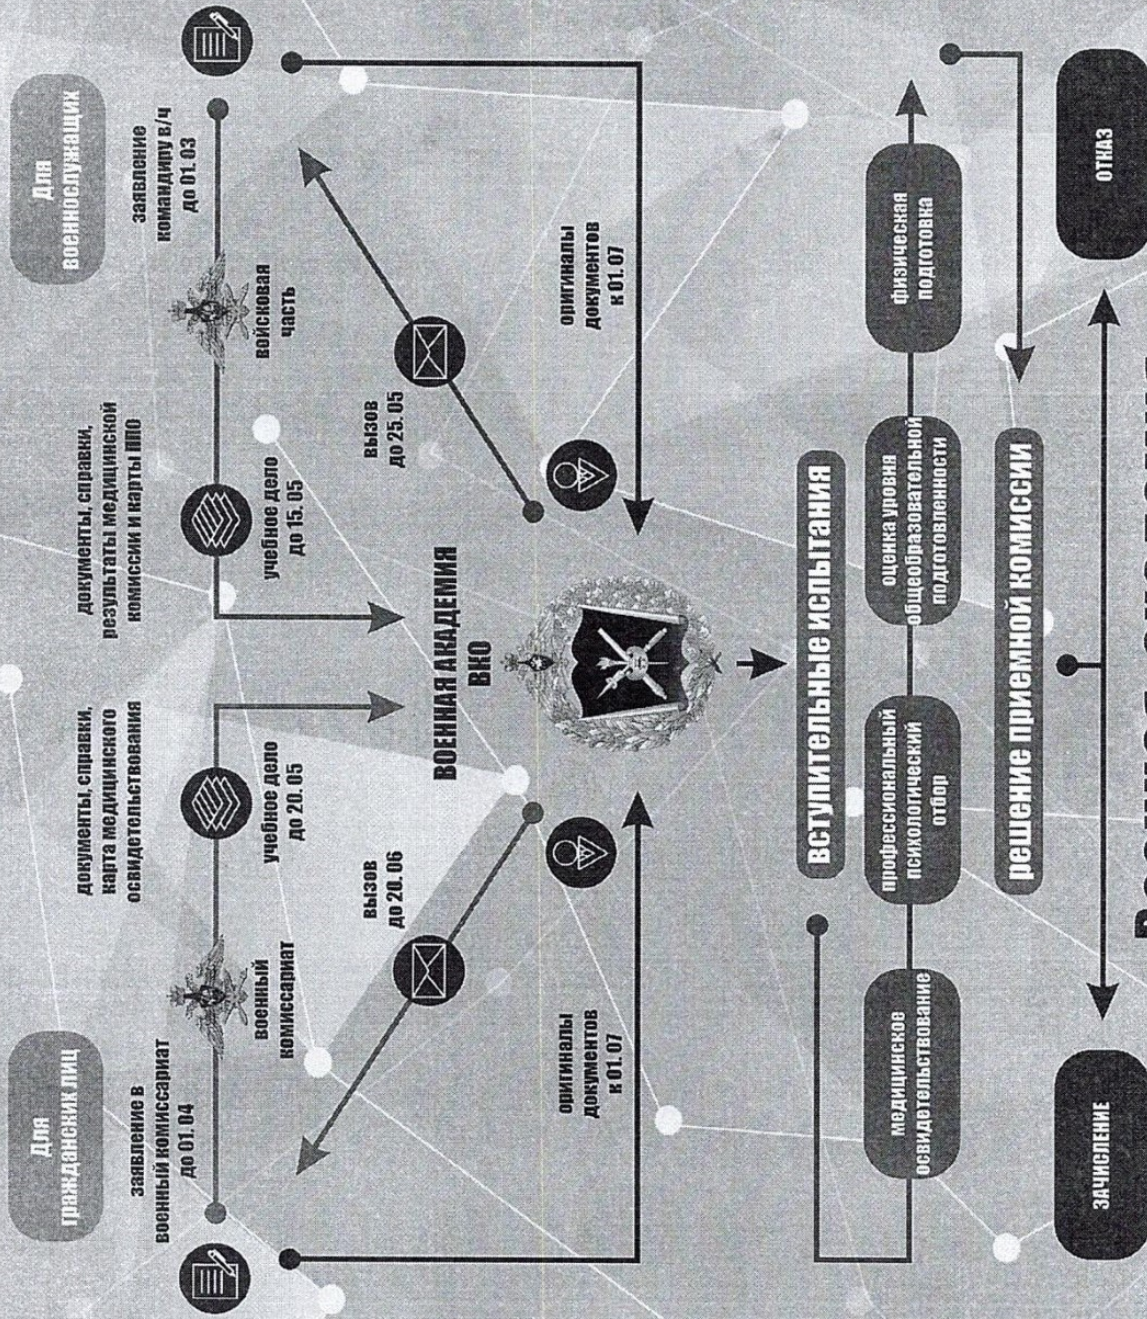 Для
гражданских лиц
Для
военнослужащих
заявление в
военный комиссариат
до 01. 04
военный
комиссариат
документы, справки,
карта медицинского
освидетельствования
учебное дело
до 20. 05
документы, справки,
результаты медицинской
комиссии и карты ППО
учебное дело
до 15. 05
войсковая
часть
заявление
командиру в/ч
до 01. 03
вызов
до 20. 06
ВОЕННАЯ АКАДЕМИЯ
ВКО
вызов
до 25. 05
оригиналы
документов
к 01. 07
оригиналы
документов
к 01. 07
вступительные испытания
медицинское
освидетельствование
профессиональный
психологический
отбор
оценка уровня
общеобразовательной
подготовленности
физическая
подготовка
решение приемной комиссии
ЗАЧИСЛЕНИЕ
ОТКАЗ